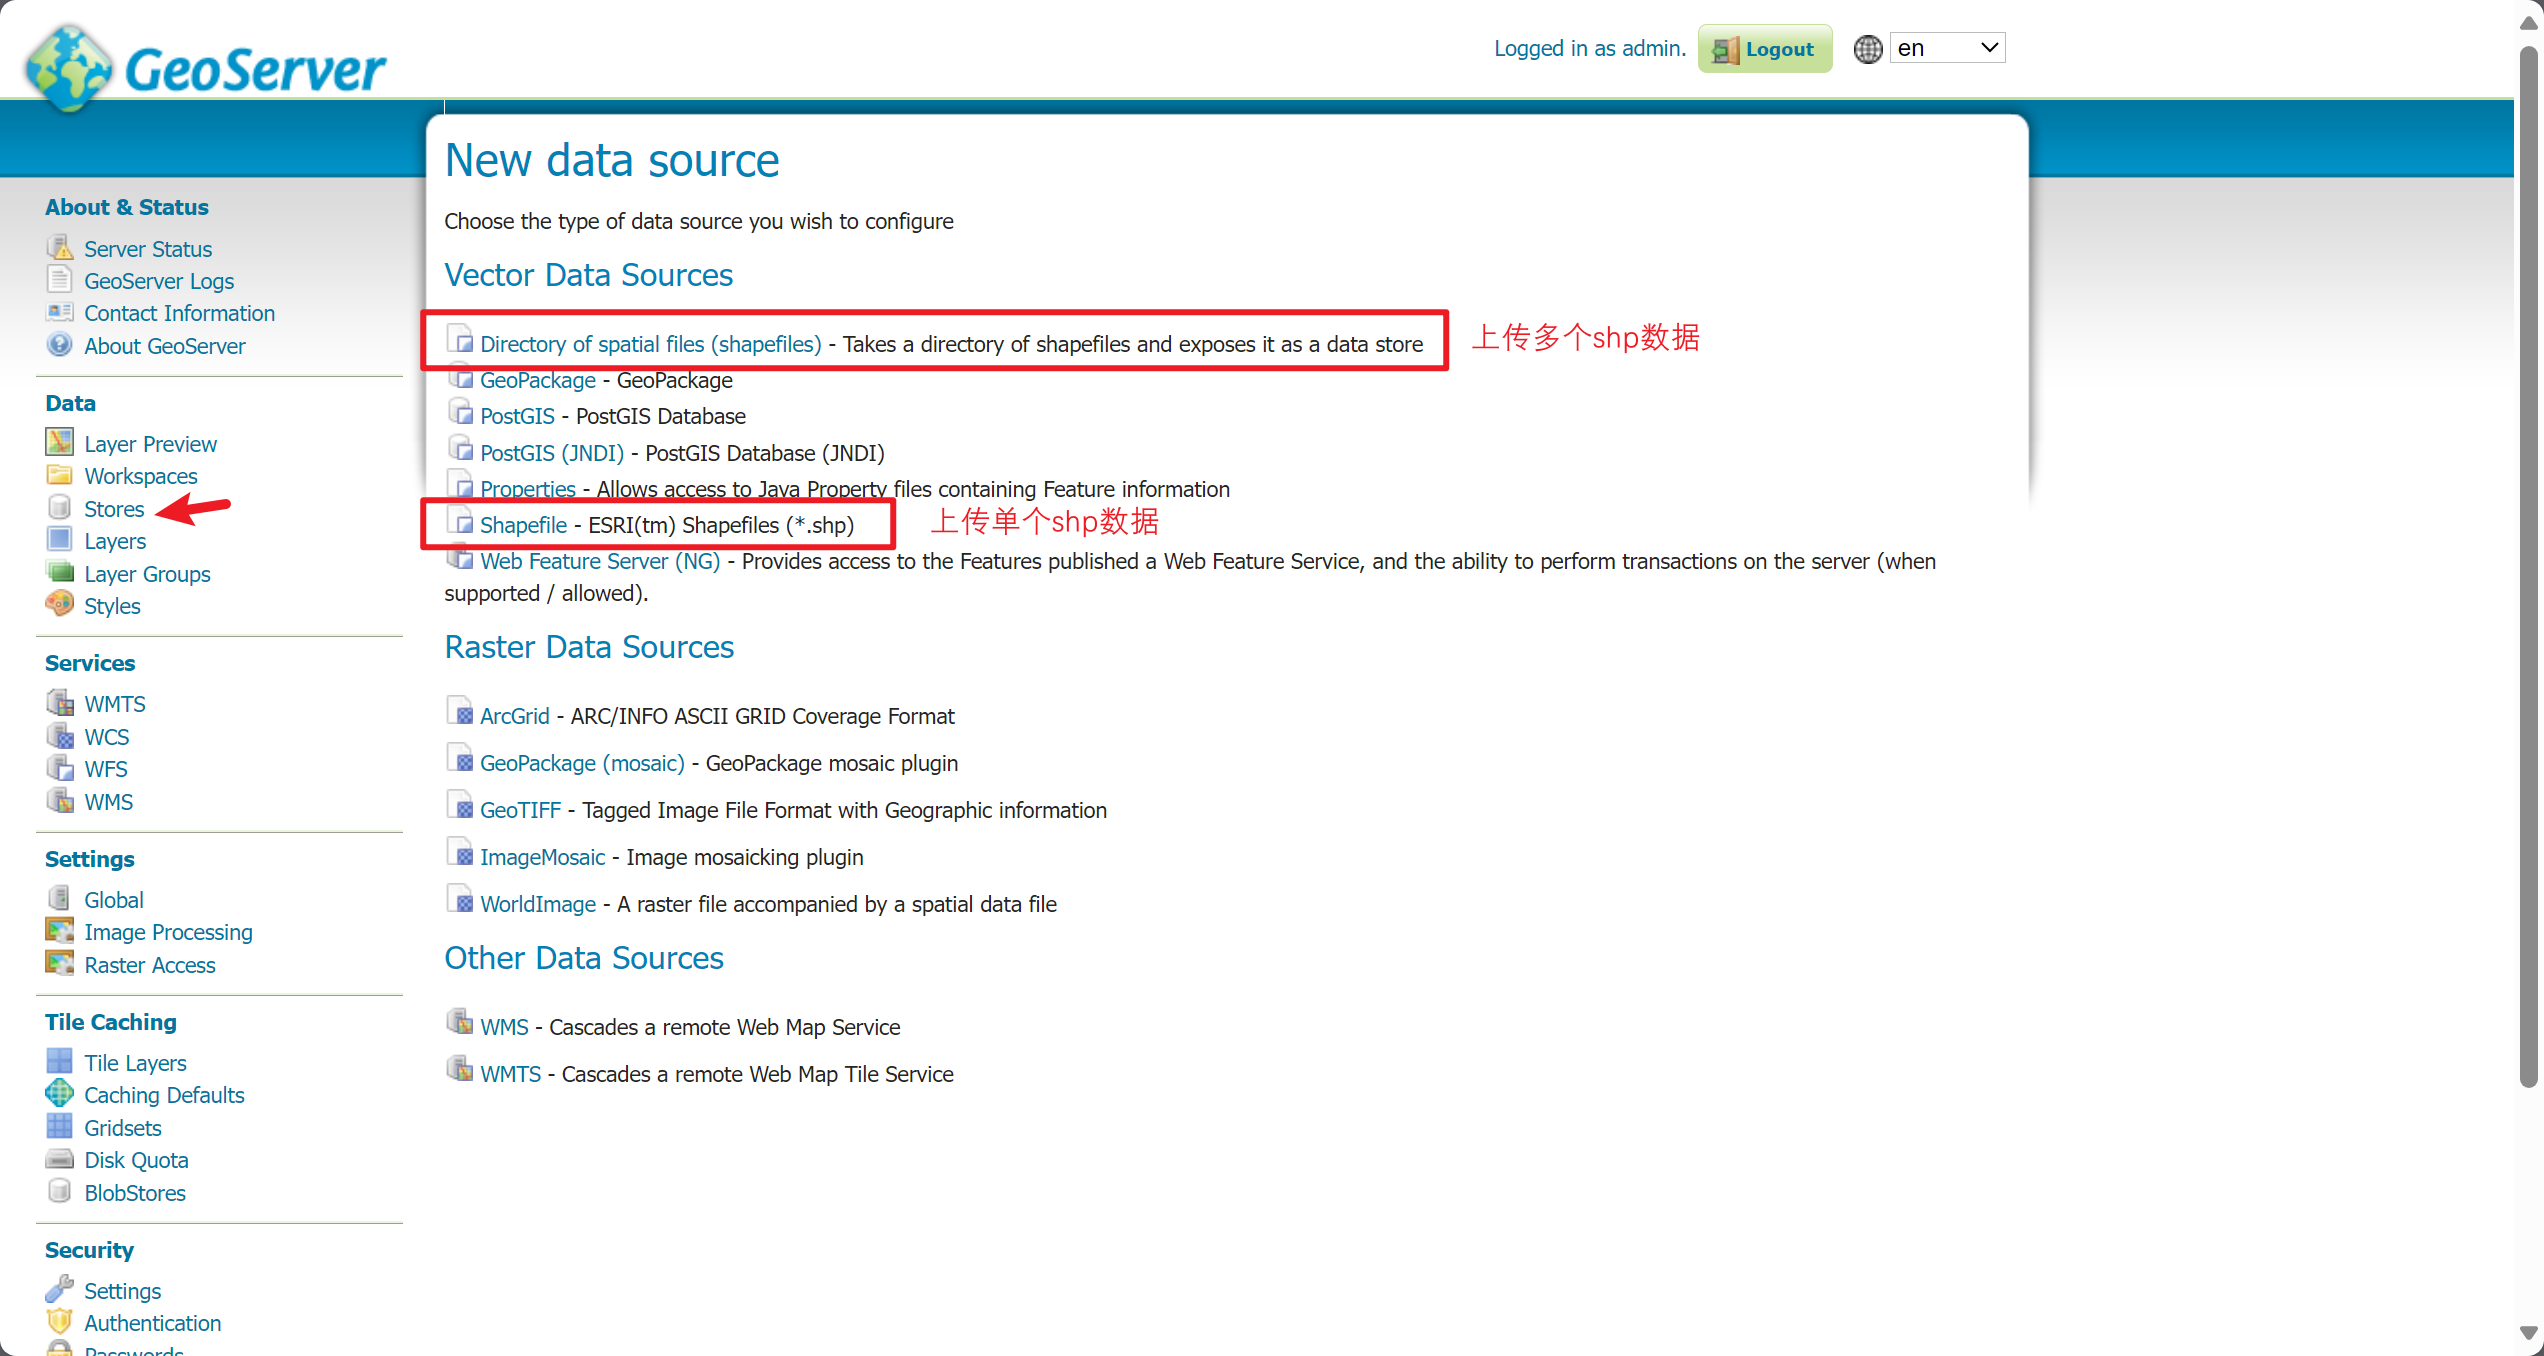 GeoServer
Logged in as admin.
Logout
en
New data source
Choose the type of data source you wish to configure
Vector Data Sources
Directory of spatial files (shapefiles) - Takes a directory of shapefiles and exposes it as a data store
上传多个shp数据
GeoPackage - GeoPackage
PostGIS - PostGIS Database
PostGIS (JNDI) - PostGIS Database (JNDI)
Properties - Allows access to Java Property files containing Feature information
Shapefile - ESRI(tm) Shapefiles (*.shp)
上传单个shp数据
Web Feature Server (NG) - Provides access to the Features published a Web Feature Service, and the ability to perform transactions on the server (when
supported / allowed).
Raster Data Sources
ArcGrid - ARC/INFO ASCII GRID Coverage Format
GeoPackage (mosaic) - GeoPackage mosaic plugin
GeoTIFF - Tagged Image File Format with Geographic information
ImageMosaic - Image mosaicking plugin
WorldImage - A raster file accompanied by a spatial data file
Other Data Sources
WMS - Cascades a remote Web Map Service
WMTS - Cascades a remote Web Map Tile Service
About & Status
Server Status
GeoServer Logs
Contact Information
About GeoServer
Data
Layer Preview
Workspaces
Stores
Layers
Layer Groups
Styles
Services
WMTS
WCS
WFS
WMS
Settings
Global
Image Processing
Raster Access
Tile Caching
Tile Layers
Caching Defaults
Gridsets
Disk Quota
BlobStores
Security
Settings
Authentication
Passwords